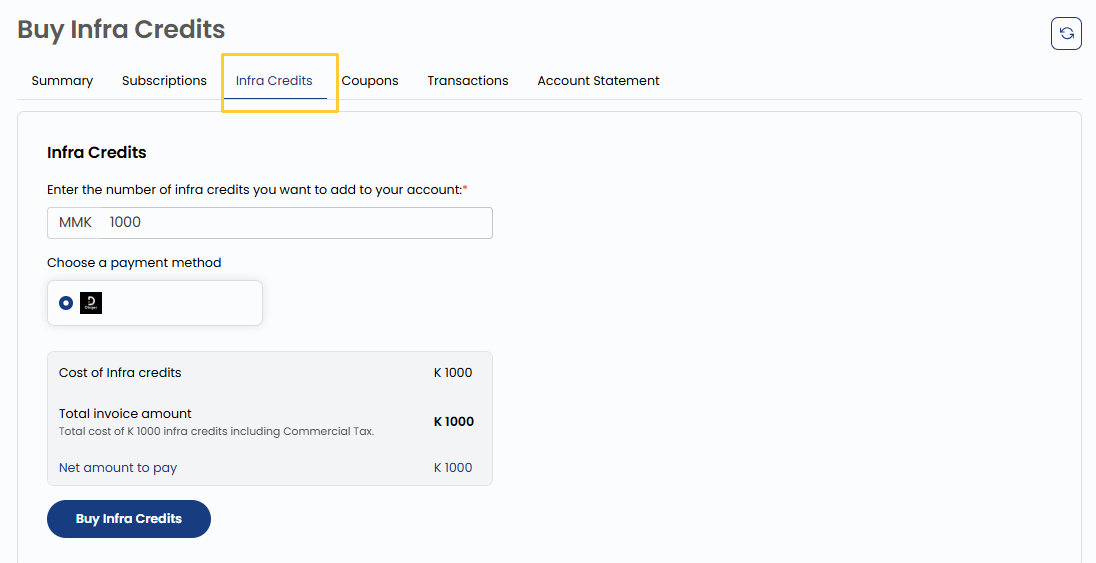 Buy Infra Credits
Summary Subscriptions Infra Credits Coupons Transactions Account Statement
Infra Credits
Enter the number of infra credits you want to add to your account:*
MMK 1000
Choose a payment method
Cost of Infra credits K 1000
Total invoice amount K 1000
Total cost of K 1000 infra credits including Commercial Tax.
Net amount to pay K 1000
Buy Infra Credits